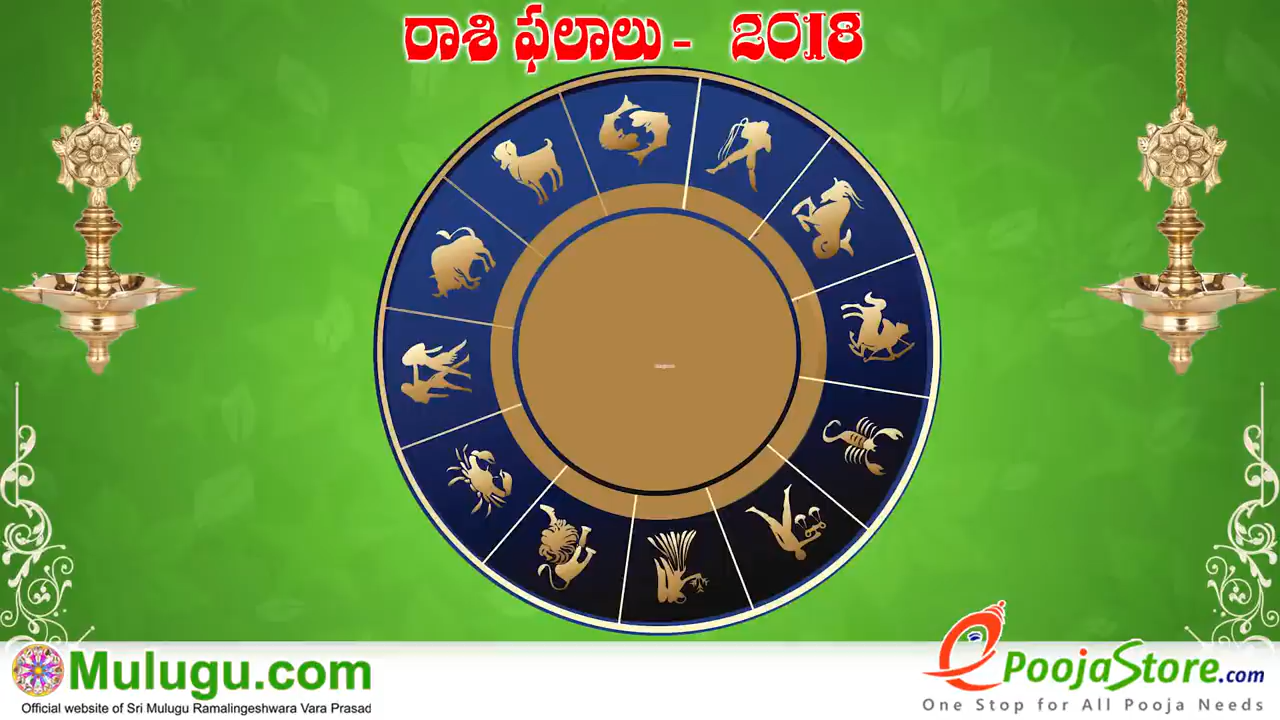 రాశి ఫలాలు - 2018
Mulugu.com
Official website of Sri Mulugu Ramalingeshwara Vara Prasad
ePoojaStore.com
One Stop for All Pooja Needs